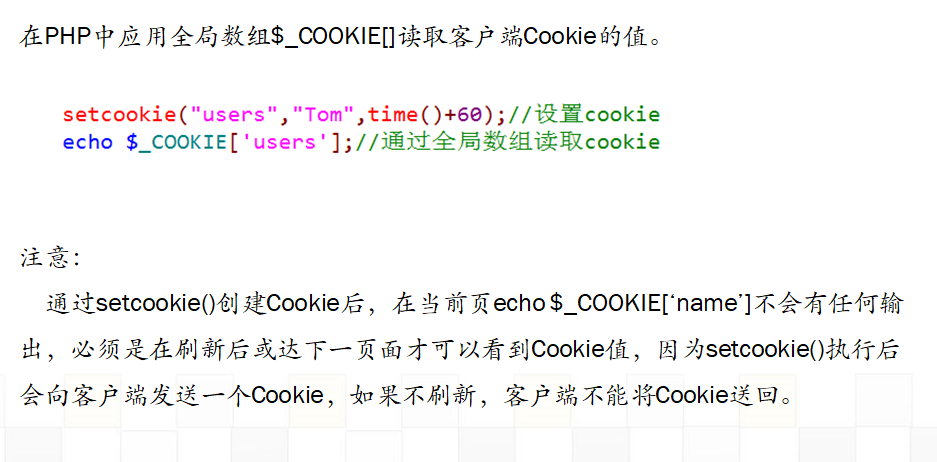 在PHP中应用全局数组$_COOKIE[]读取客户端Cookie的值。
setcookie("users","Tom",time()+60);//设置cookie
echo $_COOKIE['users'];//通过全局数组读取cookie
注意：
通过setcookie()创建Cookie后，在当前页echo $_COOKIE[‘name’]不会有任何输
出，必须是在刷新后或达下一页面才可以看到Cookie值，因为setcookie()执行后
会向客户端发送一个Cookie，如果不刷新，客户端不能将Cookie送回。